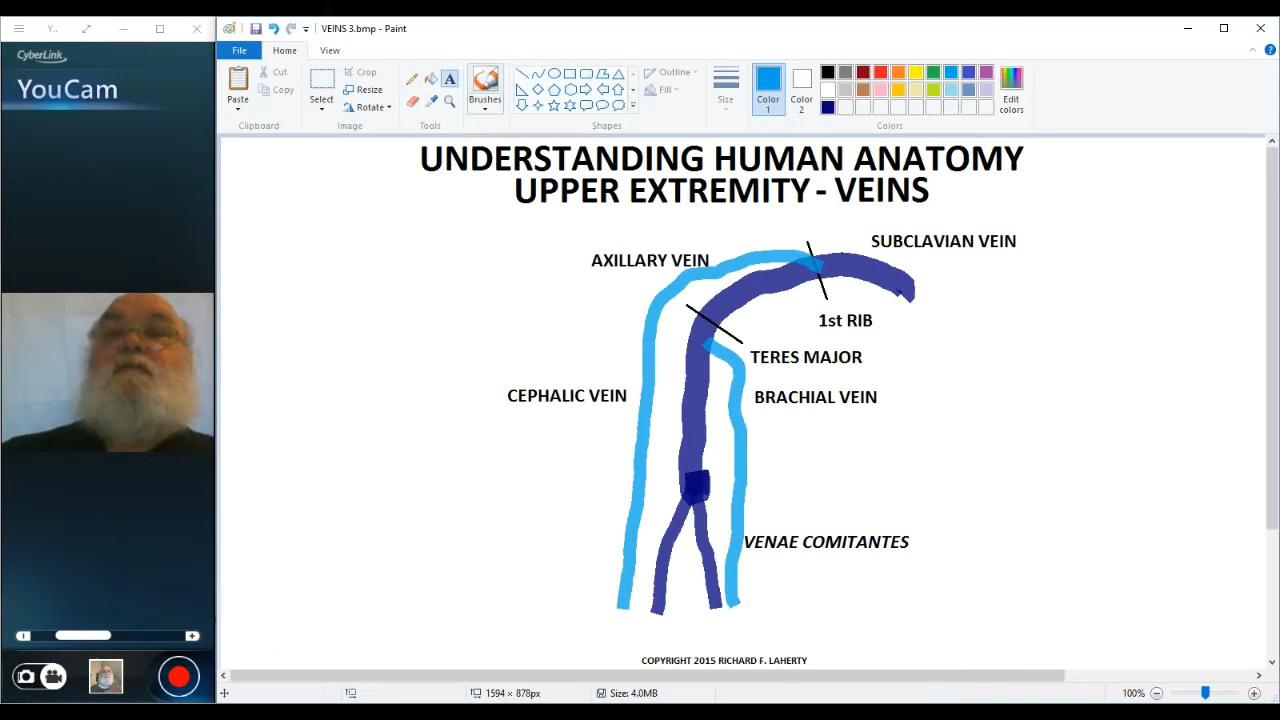 Y...
VEINS 3.bmp - Paint
File
Home
View
CyberLink
YouCam
Paste
Cut
Copy
Clipboard
Select
Crop
Resize
Rotate
Image
A
Tools
Brushes
Outline
Fill
Shapes
Size
Color
1
Color
2
Edit
colors
Colors
UNDERSTANDING HUMAN ANATOMY
UPPER EXTREMITY - VEINS
SUBCLAVIAN VEIN
AXILLARY VEIN
1st RIB
TERES MAJOR
CEPHALIC VEIN
BRACHIAL VEIN
VENAE COMITANTES
COPYRIGHT 2015 RICHARD F. LAHERTY
1594 × 878px
Size: 4.0MB
100%